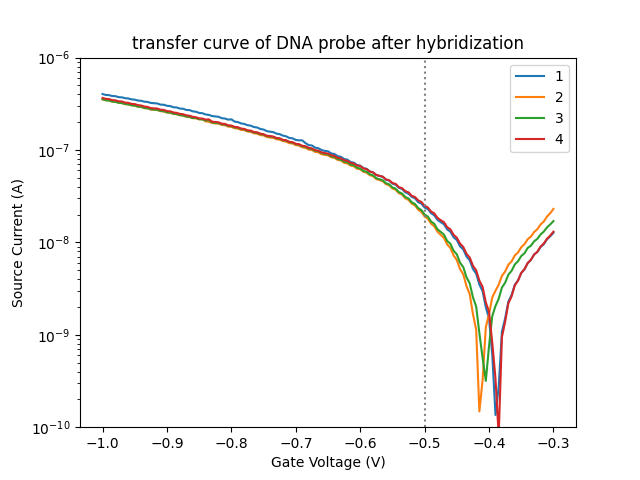 transfer curve of DNA probe after hybridization
10⁻⁶
10⁻⁷
10⁻⁸
10⁻⁹
10⁻¹⁰
Source Current (A)
1
2
3
4
−1.0 −0.9 −0.8 −0.7 −0.6 −0.5 −0.4 −0.3
Gate Voltage (V)